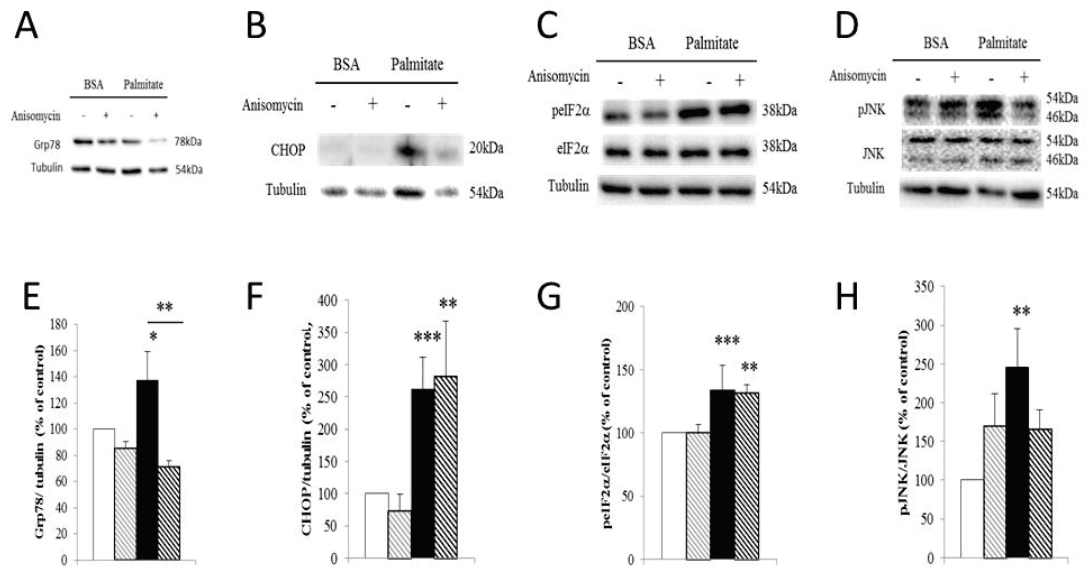 A
BSA Palmitate
Anisomycin - + - +
Grp78 78kDa
Tubulin 54kDa
B
BSA Palmitate
Anisomycin - + - +
CHOP 20kDa
Tubulin 54kDa
C
BSA Palmitate
Anisomycin - + - +
peIF2α 38kDa
eIF2α 38kDa
Tubulin 54kDa
D
BSA Palmitate
Anisomycin - + - +
pJNK 54kDa
46kDa
JNK 54kDa
46kDa
Tubulin 54kDa
E
Grp78/ tubulin (% of control)
180
160
140
120
100
80
60
40
20
0
*
**
F
CHOP/tubulin (% of control)
400
350
300
250
200
150
100
50
0
***
**
G
peIF2α/eIF2α (% of control)
200
150
100
50
0
***
**
H
pJNK/JNK (% of control)
350
300
250
200
150
100
50
0
**